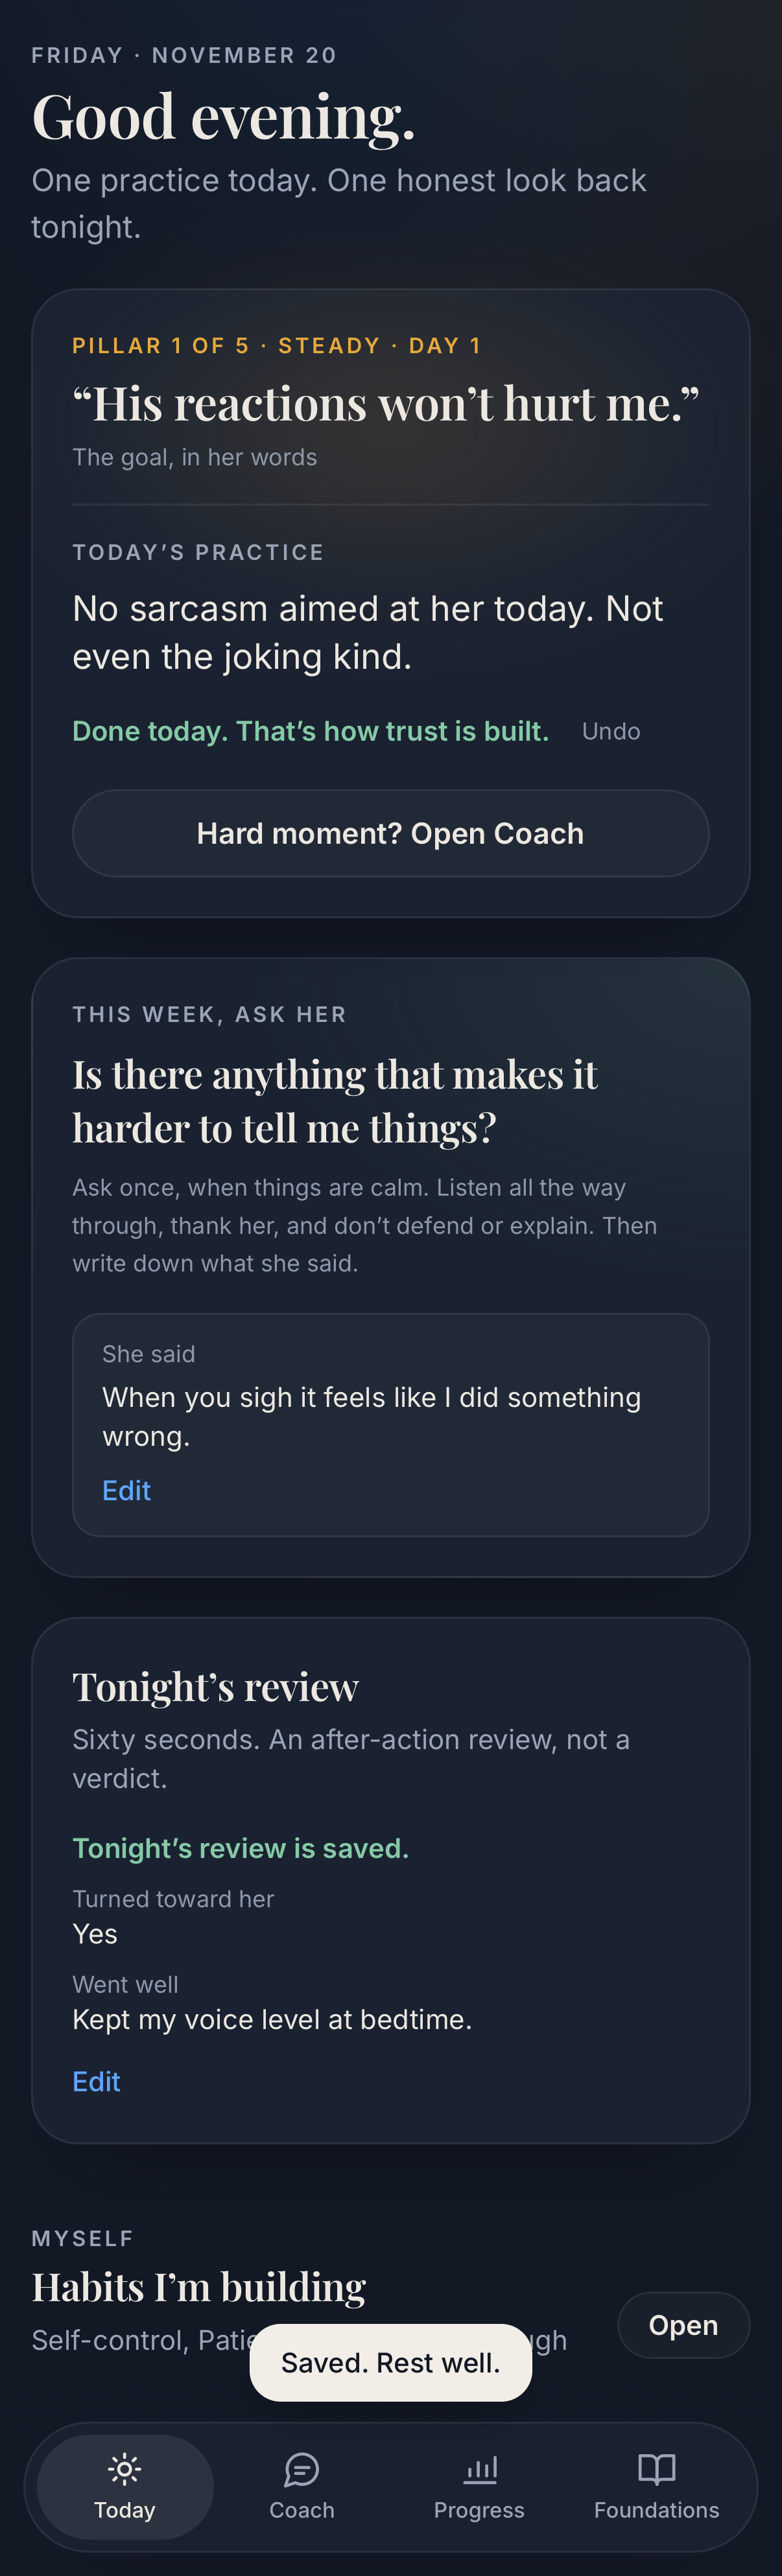 FRIDAY · NOVEMBER 20
Good evening.
One practice today. One honest look back
tonight.
PILLAR 1 OF 5 · STEADY · DAY 1
“His reactions won’t hurt me.”
The goal, in her words
TODAY’S PRACTICE
No sarcasm aimed at her today. Not
even the joking kind.
Done today. That’s how trust is built. Undo
Hard moment? Open Coach
THIS WEEK, ASK HER
Is there anything that makes it
harder to tell me things?
Ask once, when things are calm. Listen all the way
through, thank her, and don’t defend or explain. Then
write down what she said.
She said
When you sigh it feels like I did something
wrong.
Edit
Tonight’s review
Sixty seconds. An after-action review, not a
verdict.
Tonight’s review is saved.
Turned toward her
Yes
Went well
Kept my voice level at bedtime.
Edit
MYSELF
Habits I’m building
Open
Self-control,
Saved. Rest well.
Today Coach Progress Foundations